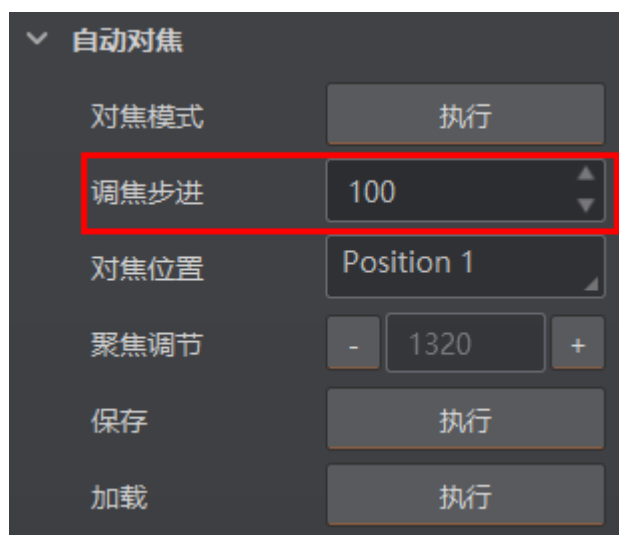 自动对焦
对焦模式 执行
调焦步进 100
对焦位置 Position 1
聚焦调节 - 1320 +
保存 执行
加载 执行